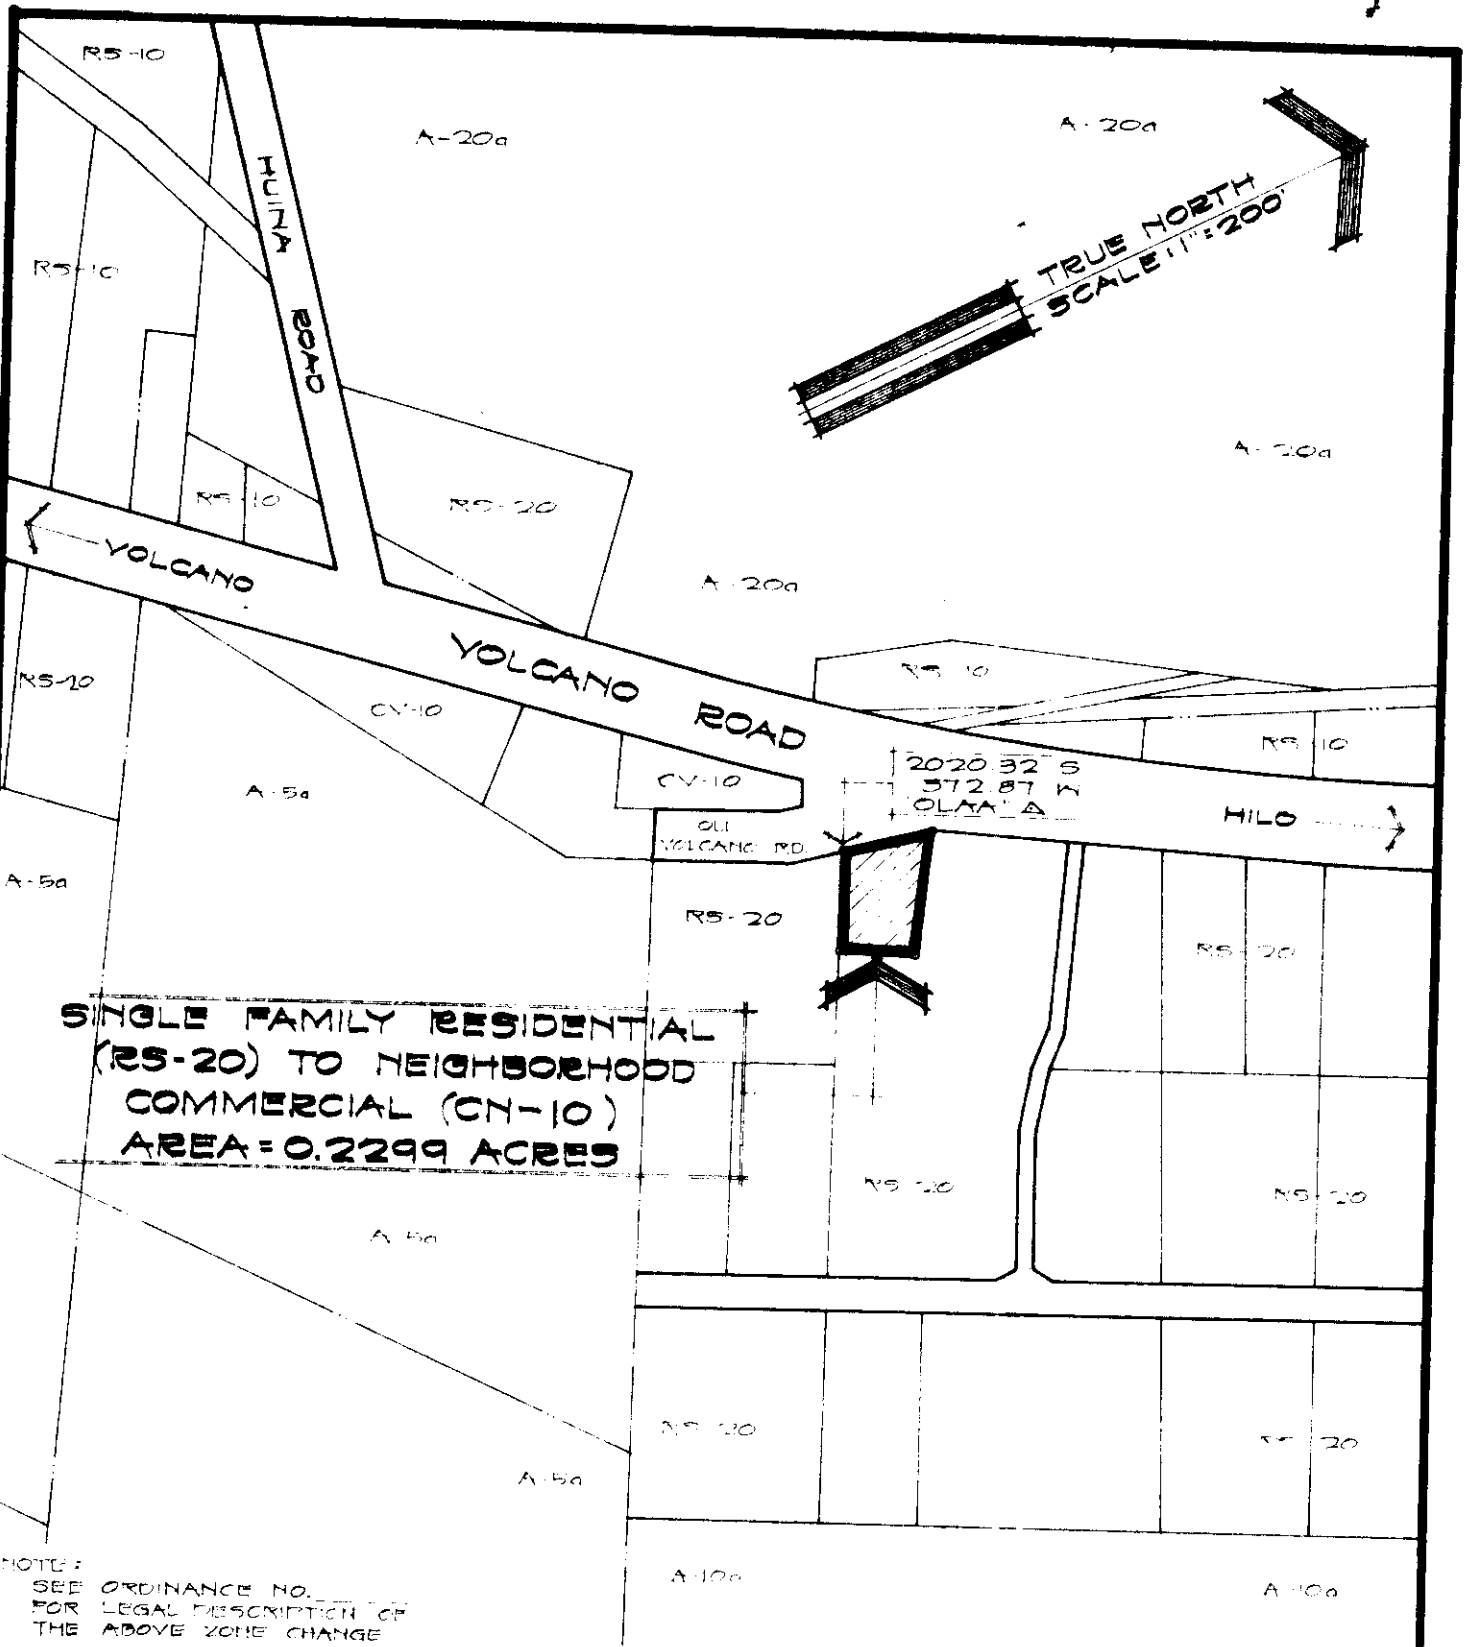 RS-10
A-20a
A-20a
HUINA ROAD
TRUE NORTH
SCALE: 1"=200'
RS-10
A-20a
RS-10
RS-20
VOLCANO
A-20a
VOLCANO ROAD
RS-10
RS-20
CV-10
RS-10
CV-10
2020.32 S
372.87 W
"OLAA" △
A-5a
HILO
OLD
VOLCANO RD.
A-5a
RS-20
RS-20
SINGLE FAMILY RESIDENTIAL
(RS-20) TO NEIGHBORHOOD
COMMERCIAL (CN-10)
AREA = 0.2299 ACRES
RS-20
RS-20
A-5a
RS-20
RS-20
A-5a
A-10a
A-10a
NOTE:
SEE ORDINANCE NO.
FOR LEGAL DESCRIPTION OF
THE ABOVE ZONE CHANGE